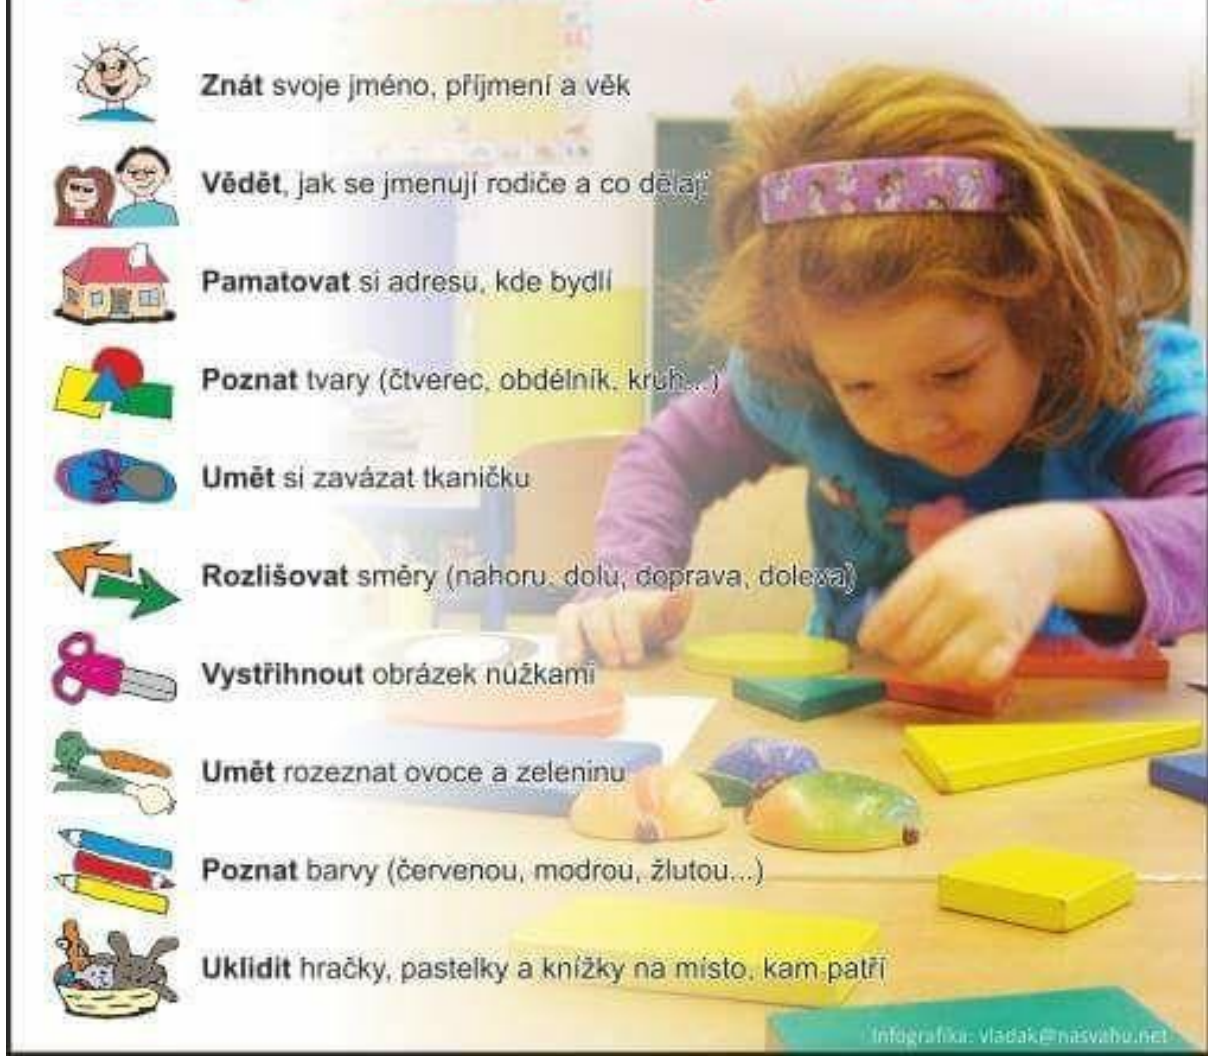 Znát svoje jméno, příjmení a věk
Vědět, jak se jmenují rodiče a co dělají
Pamatovat si adresu, kde bydlí
Poznat tvary (čtverec, obdélník, kruh...)
Umět si zavázat tkaničku
Rozlišovat směry (nahoru, dolu, doprava, doleva)
Vystřihnout obrázek nůžkami
Umět rozeznat ovoce a zeleninu
Poznat barvy (červenou, modrou, žlutou...)
Uklidit hračky, pastelky a knížky na místo, kam patří
Infografika: vladak@nasvahu.net